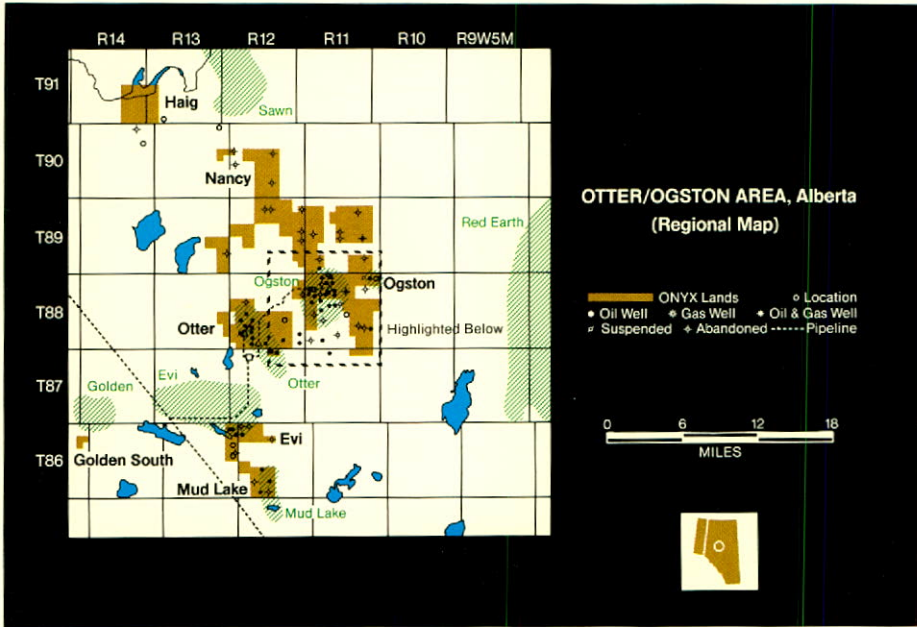 R14 R13 R12 R11 R10 R9W5M
T91
Haig
Sawn
T90
Nancy
OTTER/OGSTON AREA, Alberta
(Regional Map)
Red Earth
T89
Ogston
Ogston
ONYX Lands Location
Oil Well Gas Well Oil & Gas Well
Suspended Abandoned Pipeline
T88
Otter
Highlighted Below
Otter
T87
Golden
Evi
0 6 12 18
MILES
Evi
T86
Golden South
Mud Lake
Mud Lake